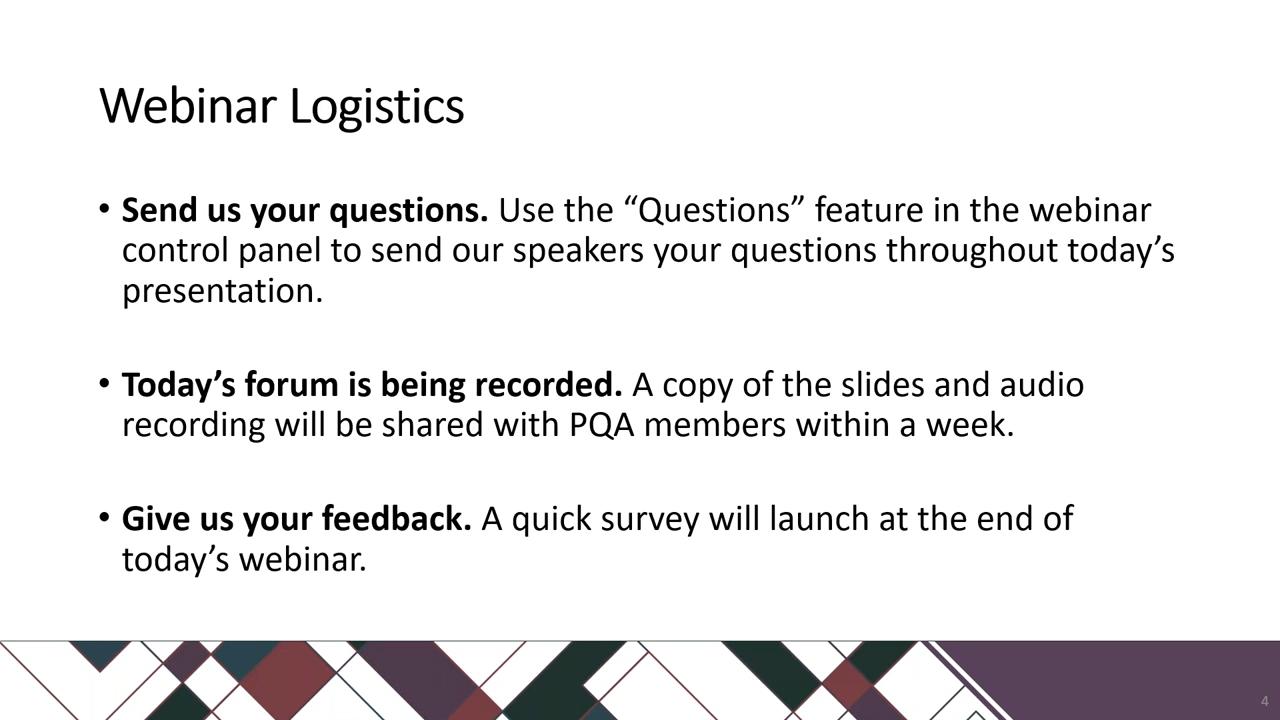 Webinar Logistics
• Send us your questions. Use the “Questions” feature in the webinar
control panel to send our speakers your questions throughout today’s
presentation.
• Today’s forum is being recorded. A copy of the slides and audio
recording will be shared with PQA members within a week.
• Give us your feedback. A quick survey will launch at the end of
today’s webinar.
4